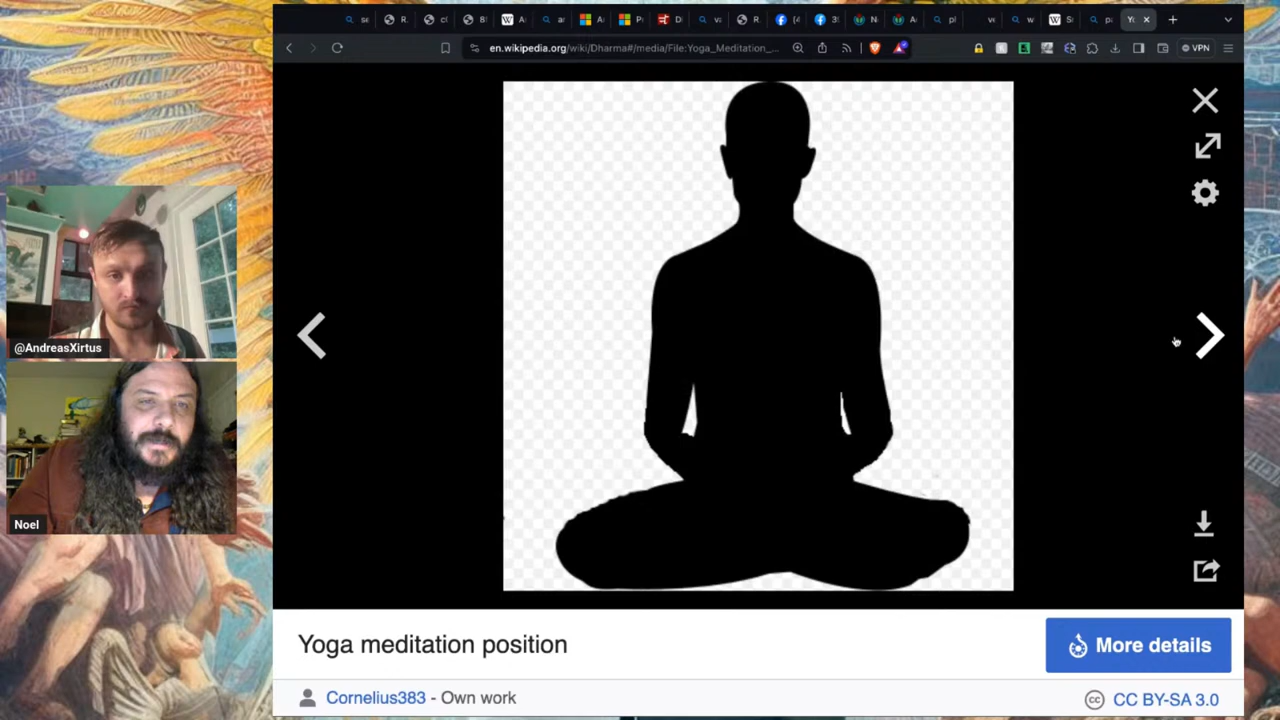 en.wikipedia.org/wiki/Dharma#/media/File:Yoga_Meditation_...
VPN
@AndreasXirtus
Noel
Yoga meditation position
More details
Cornelius383 - Own work
CC BY-SA 3.0